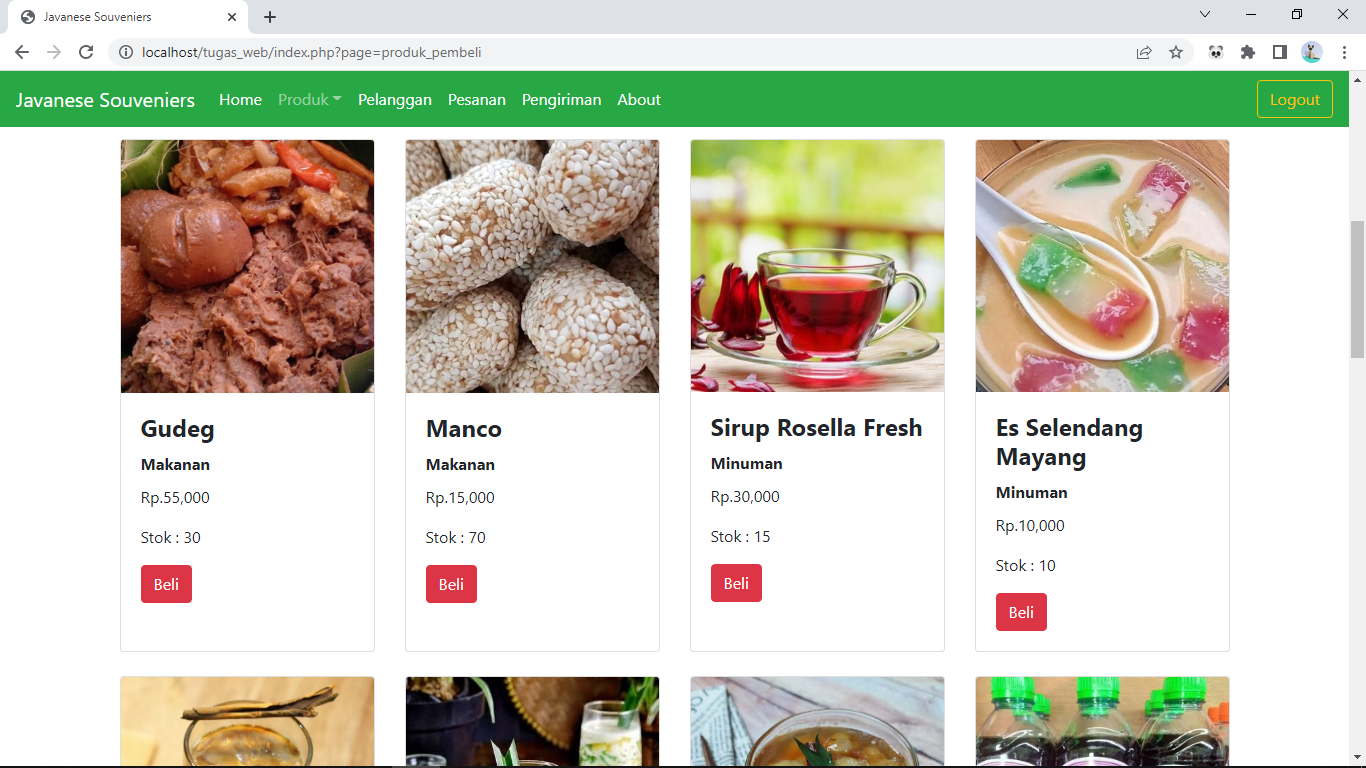 Javanese Souveniers
localhost/tugas_web/index.php?page=produk_pembeli
Javanese Souveniers Home Produk Pelanggan Pesanan Pengiriman About Logout
Gudeg
Makanan
Rp.55,000
Stok : 30
Beli
Manco
Makanan
Rp.15,000
Stok : 70
Beli
Sirup Rosella Fresh
Minuman
Rp.30,000
Stok : 15
Beli
Es Selendang
Mayang
Minuman
Rp.10,000
Stok : 10
Beli